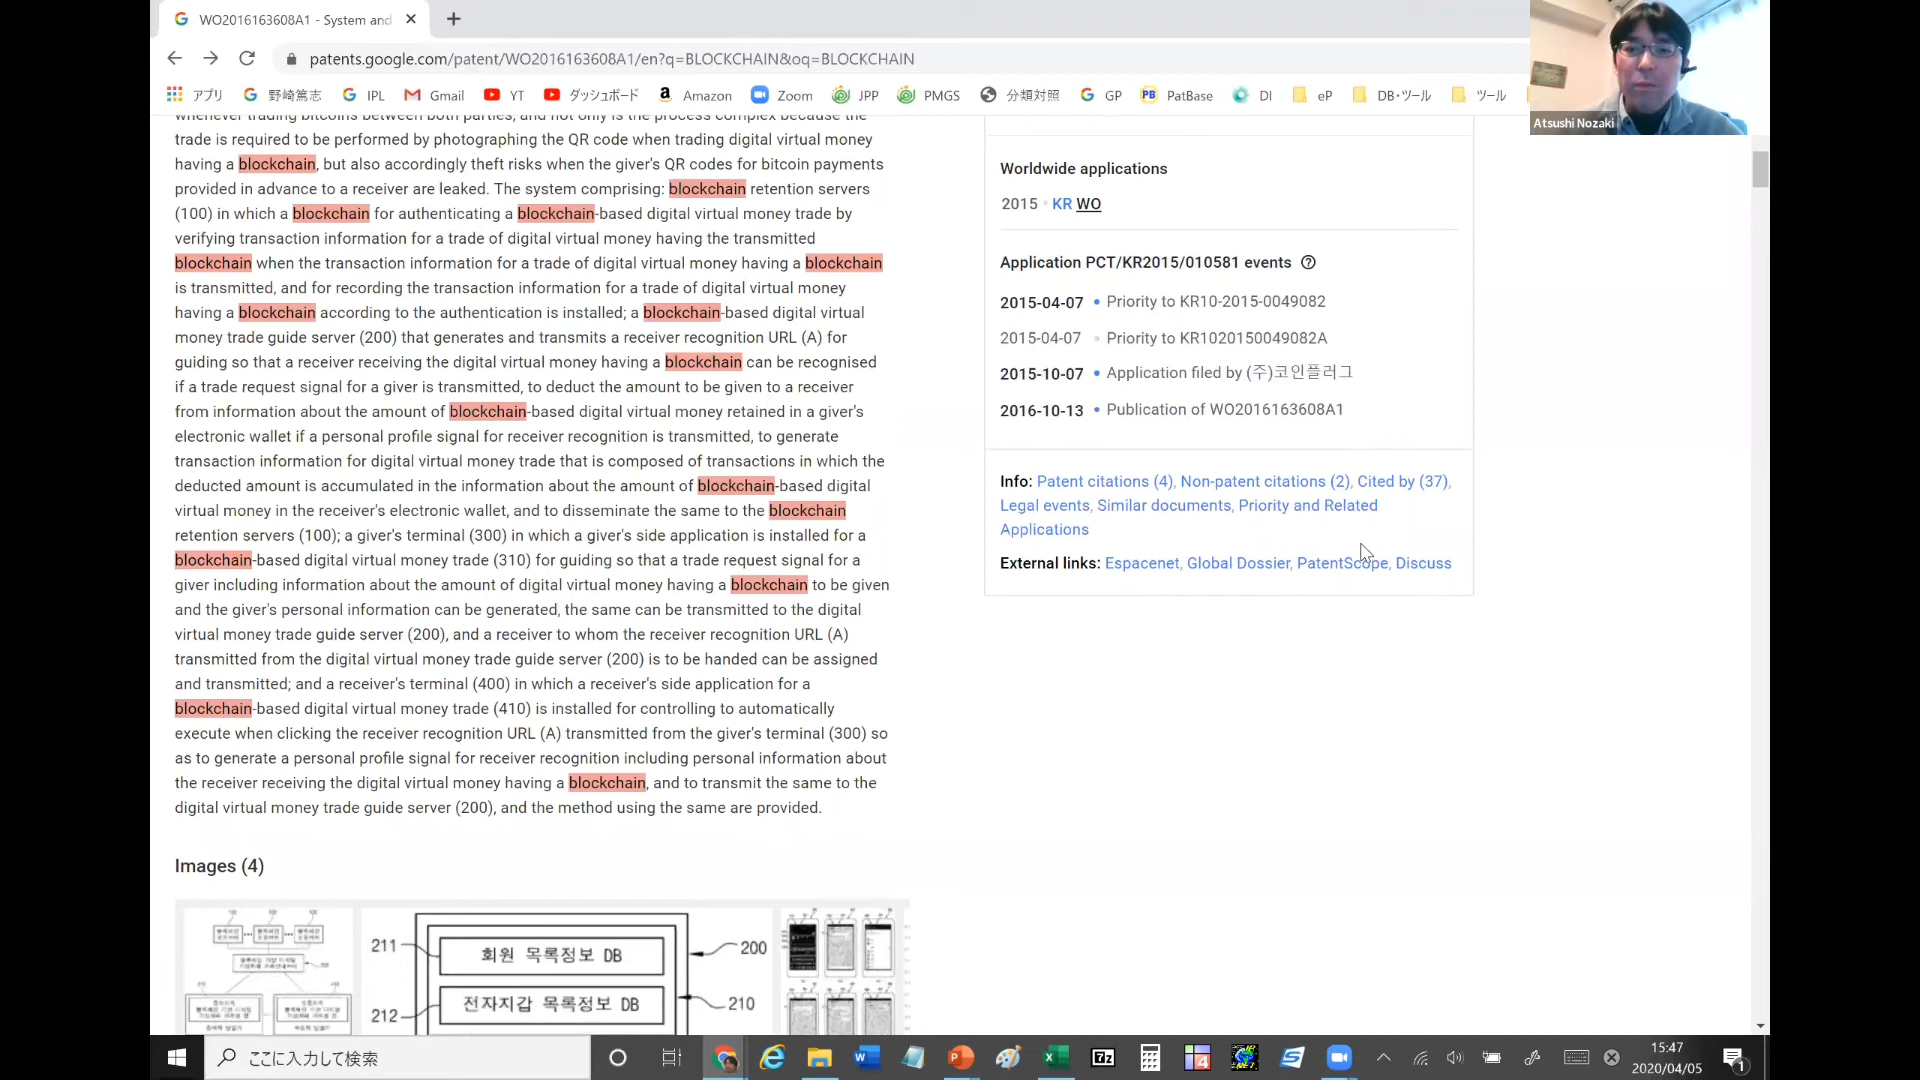 WO2016163608A1 - System and
patents.google.com/patent/WO2016163608A1/en?q=BLOCKCHAIN&oq=BLOCKCHAIN
アプリ 野崎篤志 IPL Gmail YT ダッシュボード Amazon Zoom JPP PMGS 分類対照 GP PatBase DI eP DB・ツール ツール
Atsushi Nozaki
whenever trading bitcoins between both parties, and not only is the process complex because the
trade is required to be performed by photographing the QR code when trading digital virtual money
having a blockchain, but also accordingly theft risks when the giver's QR codes for bitcoin payments
provided in advance to a receiver are leaked. The system comprising: blockchain retention servers
(100) in which a blockchain for authenticating a blockchain-based digital virtual money trade by
verifying transaction information for a trade of digital virtual money having the transmitted
blockchain when the transaction information for a trade of digital virtual money having a blockchain
is transmitted, and for recording the transaction information for a trade of digital virtual money
having a blockchain according to the authentication is installed; a blockchain-based digital virtual
money trade guide server (200) that generates and transmits a receiver recognition URL (A) for
guiding so that a receiver receiving the digital virtual money having a blockchain can be recognised
if a trade request signal for a giver is transmitted, to deduct the amount to be given to a receiver
from information about the amount of blockchain-based digital virtual money retained in a giver's
electronic wallet if a personal profile signal for receiver recognition is transmitted, to generate
transaction information for digital virtual money trade that is composed of transactions in which the
deducted amount is accumulated in the information about the amount of blockchain-based digital
virtual money in the receiver's electronic wallet, and to disseminate the same to the blockchain
retention servers (100); a giver's terminal (300) in which a giver's side application is installed for a
blockchain-based digital virtual money trade (310) for guiding so that a trade request signal for a
giver including information about the amount of digital virtual money having a blockchain to be given
and the giver's personal information can be generated, the same can be transmitted to the digital
virtual money trade guide server (200), and a receiver to whom the receiver recognition URL (A)
transmitted from the digital virtual money trade guide server (200) is to be handed can be assigned
and transmitted; and a receiver's terminal (400) in which a receiver's side application for a
blockchain-based digital virtual money trade (410) is installed for controlling to automatically
execute when clicking the receiver recognition URL (A) transmitted from the giver's terminal (300) so
as to generate a personal profile signal for receiver recognition including personal information about
the receiver receiving the digital virtual money having a blockchain, and to transmit the same to the
digital virtual money trade guide server (200), and the method using the same are provided.
Images (4)
211 회원 목록정보 DB 200
212 전자지갑 목록정보 DB 210
Worldwide applications
2015 KR WO
Application PCT/KR2015/010581 events
2015-04-07 Priority to KR10-2015-0049082
2015-04-07 Priority to KR1020150049082A
2015-10-07 Application filed by (주)코인플러그
2016-10-13 Publication of WO2016163608A1
Info: Patent citations (4), Non-patent citations (2), Cited by (37),
Legal events, Similar documents, Priority and Related
Applications
External links: Espacenet, Global Dossier, PatentScope, Discuss
ここに入力して検索
15:47
2020/04/05